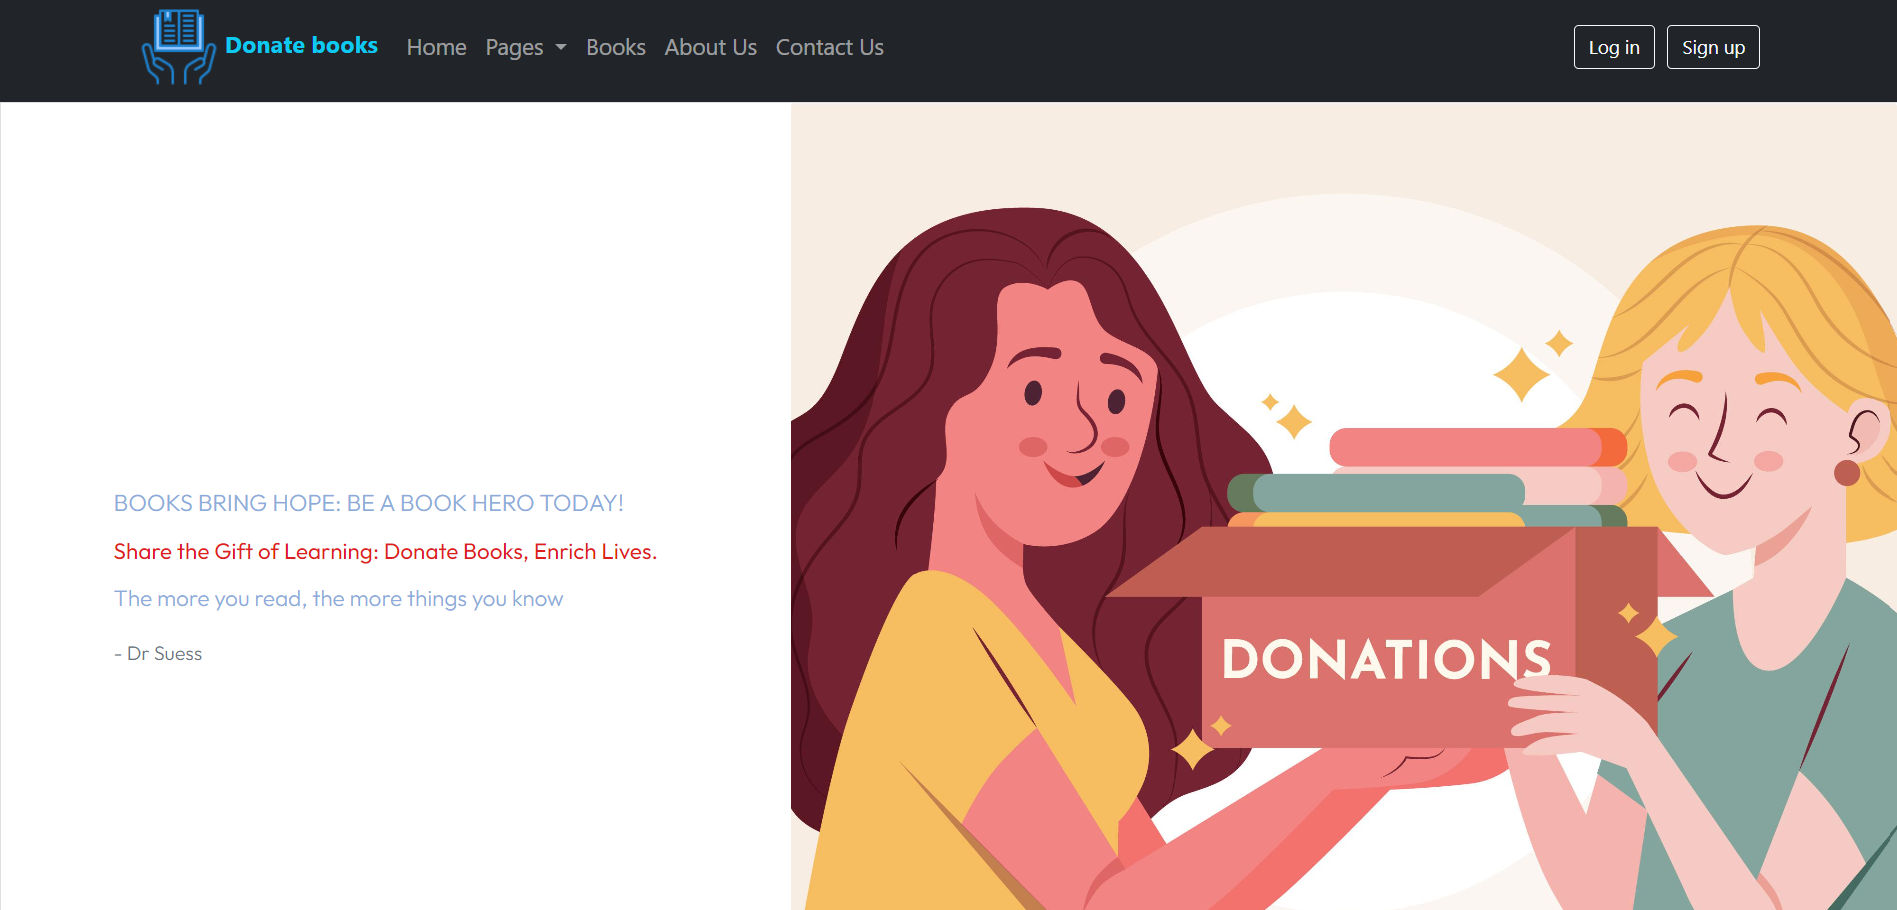 Donate books
Home Pages Books About Us Contact Us
Log in Sign up
BOOKS BRING HOPE: BE A BOOK HERO TODAY!
Share the Gift of Learning: Donate Books, Enrich Lives.
The more you read, the more things you know
- Dr Suess
DONATIONS